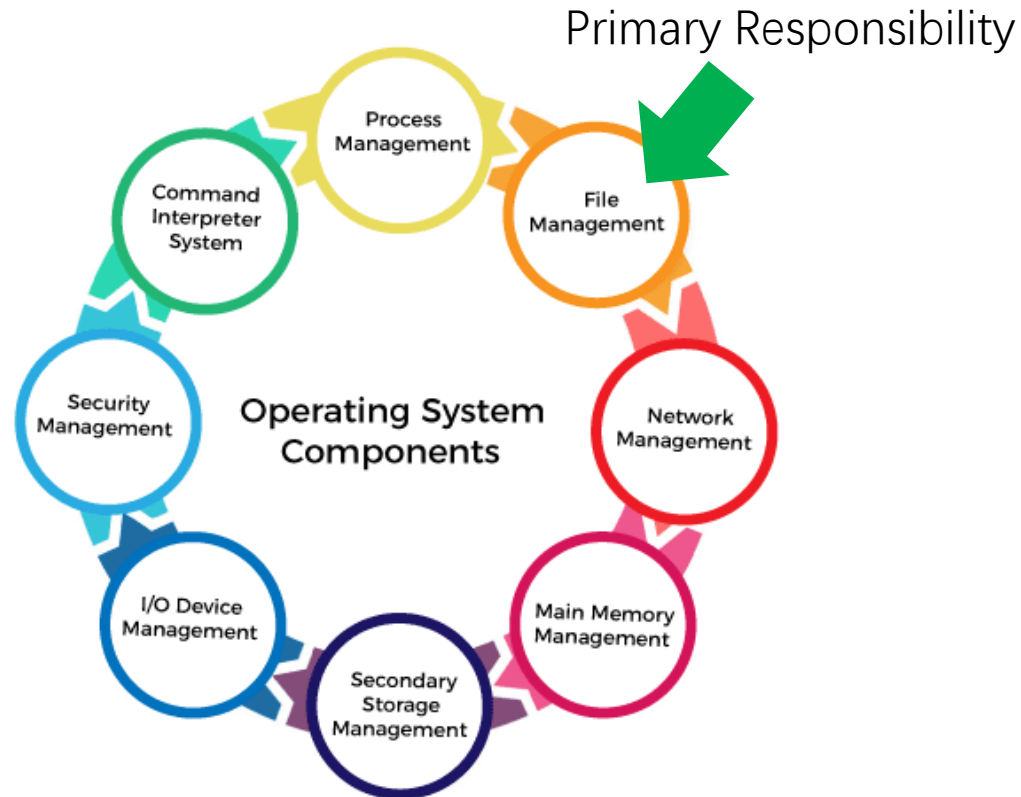 Primary Responsibility
Process
Management
File
Management
Network
Management
Main Memory
Management
Secondary
Storage
Management
I/O Device
Management
Security
Management
Command
Interpreter
System
Operating System
Components